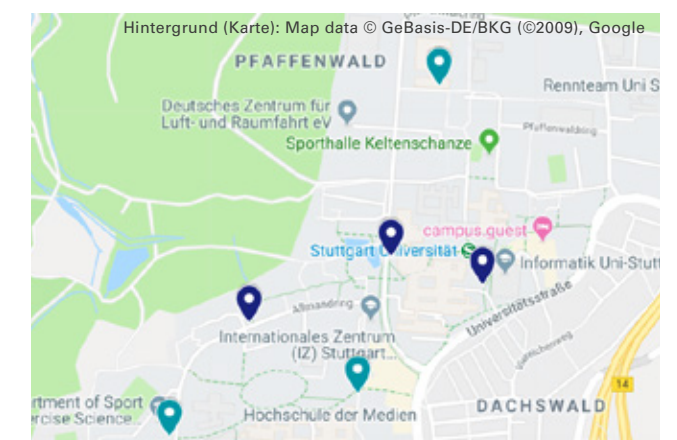 Hintergrund (Karte): Map data © GeBasis-DE/BKG (©2009), Google
PFAFFENWALD
Rennteam Uni S
Deutsches Zentrum für
Luft- und Raumfahrt eV
Pfaffenwaldring
Sporthalle Keltenschanze
campus.guest
Stuttgart Universität
Informatik Uni-Stutt
Universitätsstraße
Allmandring
Internationales Zentrum
(IZ) Stuttgart...
14
rtment of Sport
ercise Science...
Hochschule der Medien
DACHSWALD